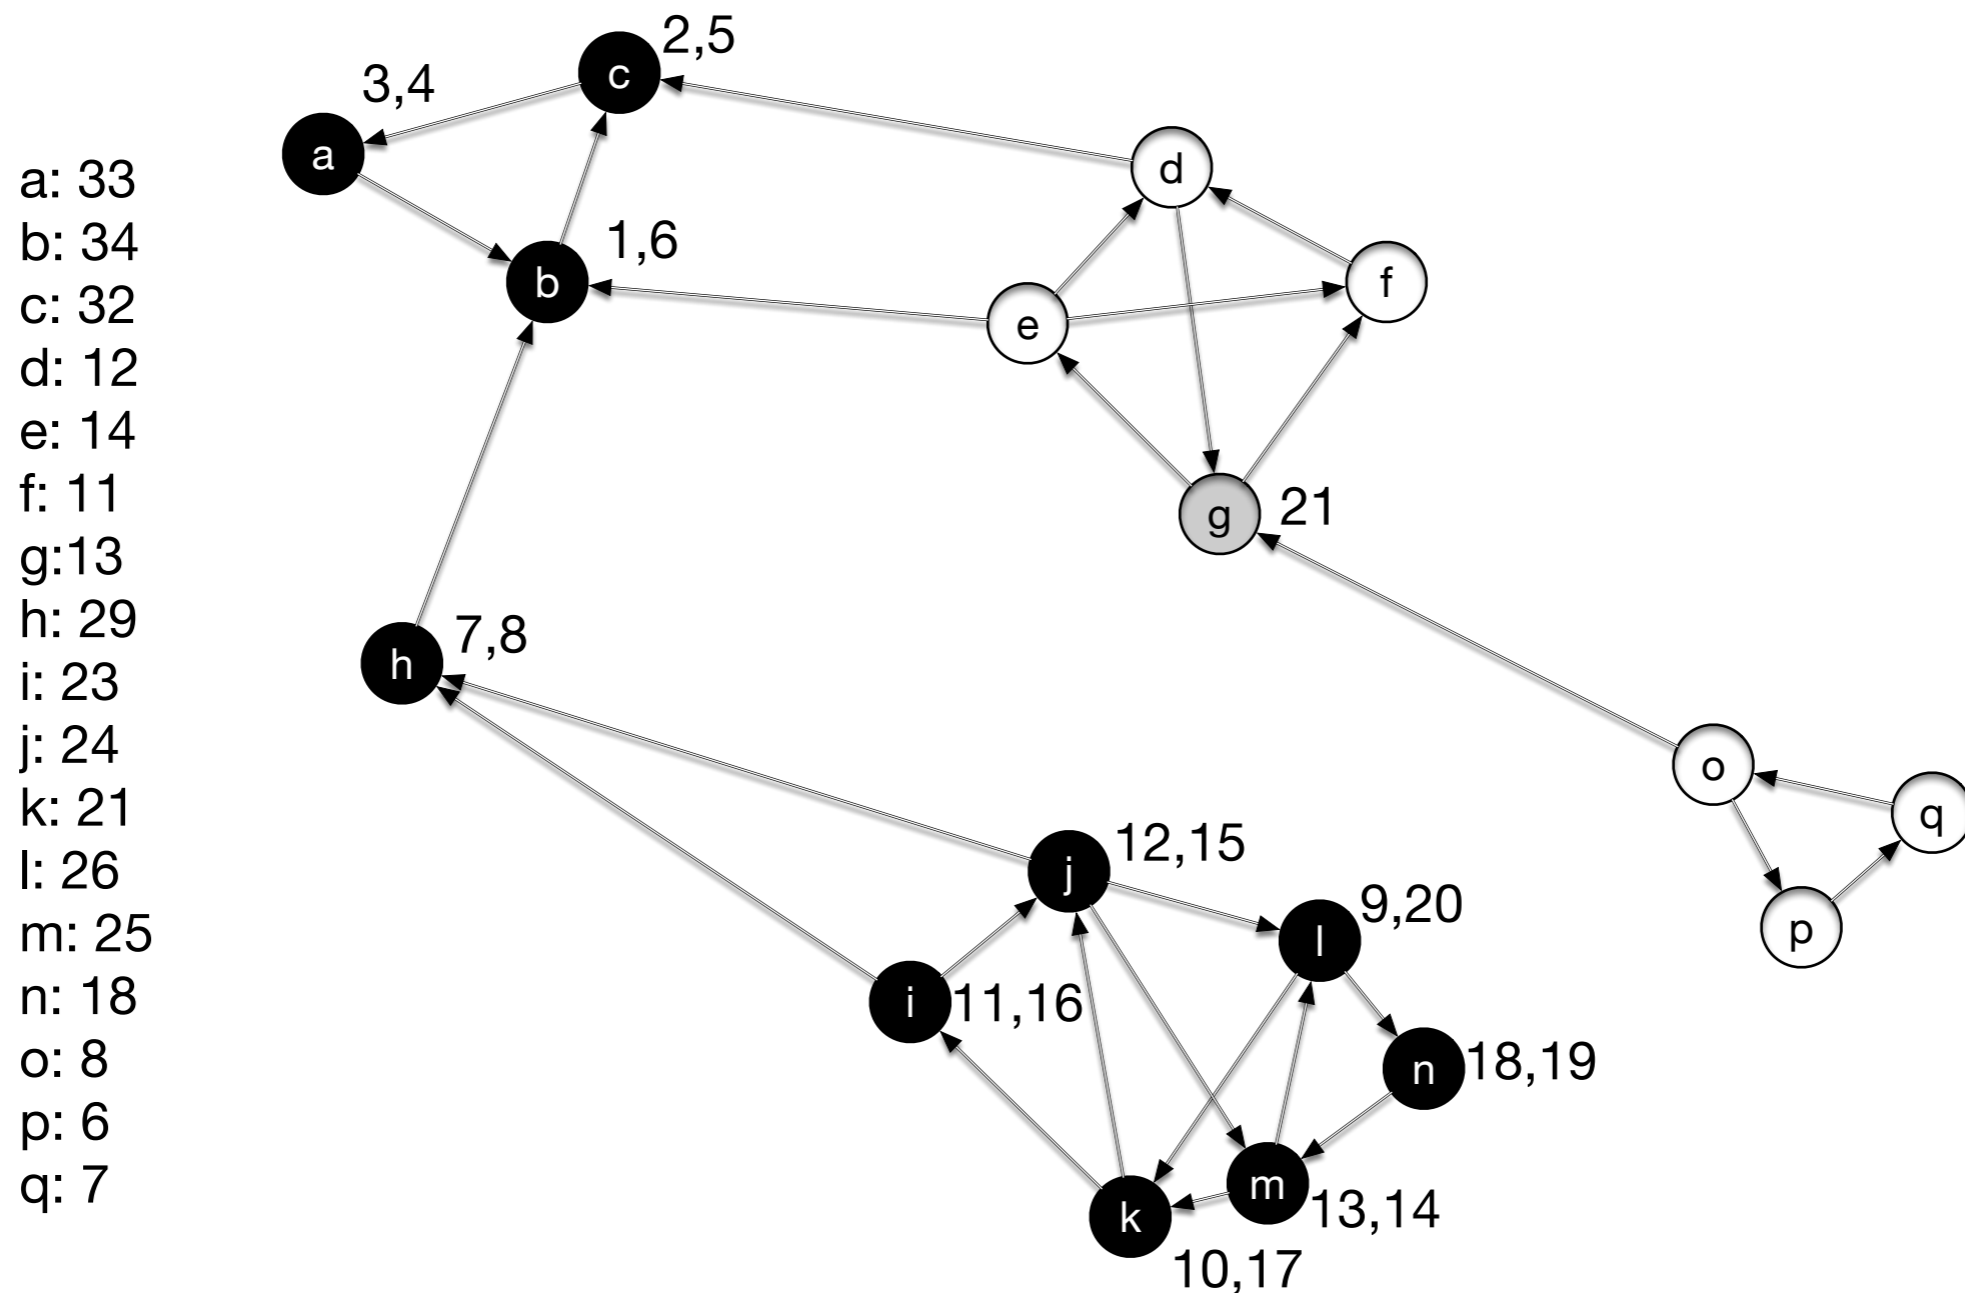 a: 33
b: 34
c: 32
d: 12
e: 14
f: 11
g:13
h: 29
i: 23
j: 24
k: 21
l: 26
m: 25
n: 18
o: 8
p: 6
q: 7
2,5
c
3,4
a
d
1,6
b
f
e
g
21
7,8
h
o
q
12,15
j
9,20
l
p
i
11,16
n
18,19
m
13,14
k
10,17